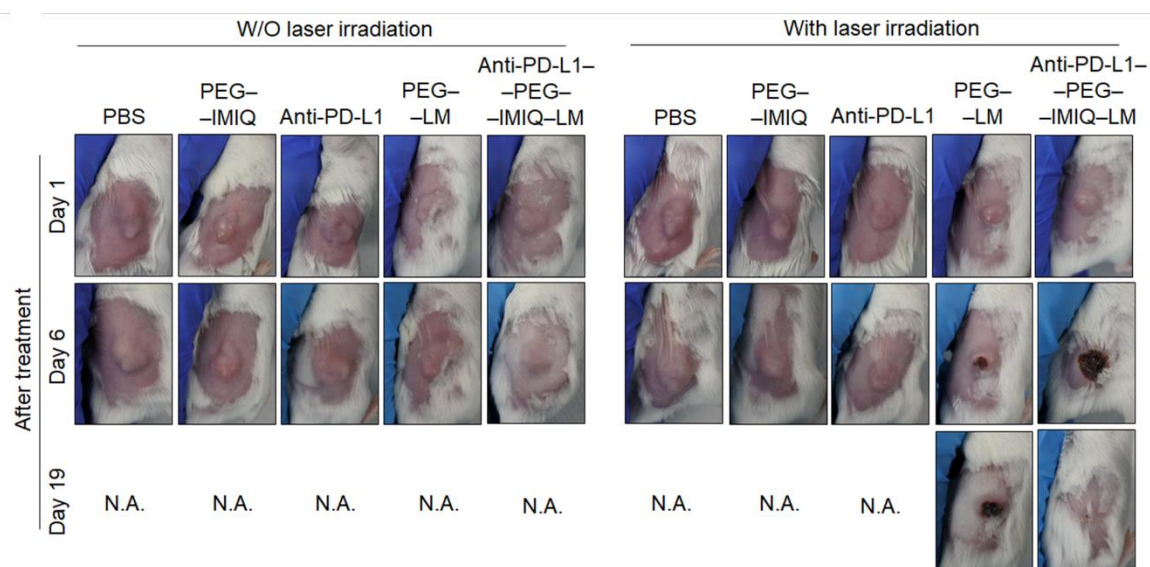 W/O laser irradiation
With laser irradiation
PBS
PEG–
–IMIQ
Anti-PD-L1
PEG–
–LM
Anti-PD-L1–
–PEG–
–IMIQ–LM
PBS
PEG–
–IMIQ
Anti-PD-L1
PEG–
–LM
Anti-PD-L1–
–PEG–
–IMIQ–LM
After treatment
Day 1
Day 6
Day 19
N.A.
N.A.
N.A.
N.A.
N.A.
N.A.
N.A.
N.A.